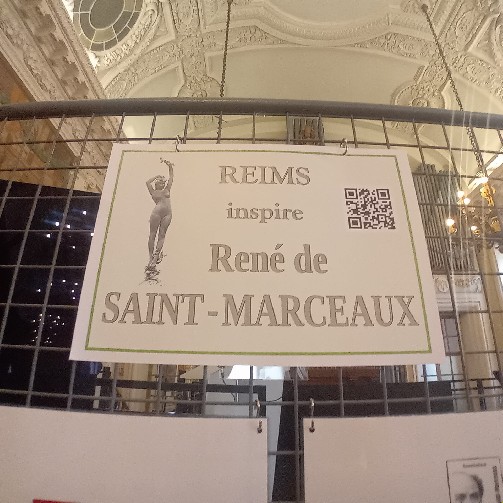 REIMS
inspire
René de
SAINT-MARCEAUX